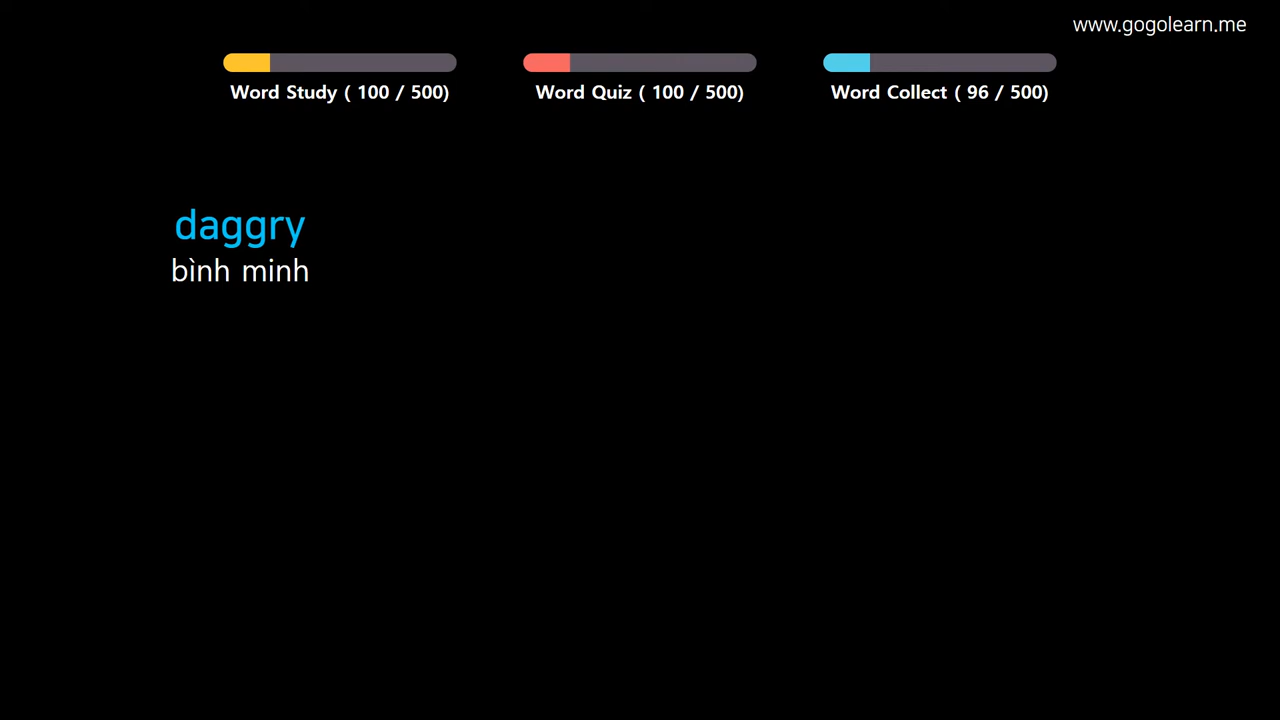 www.gogolearn.me
Word Study ( 100 / 500)
Word Quiz ( 100 / 500)
Word Collect ( 96 / 500)
daggry
bình minh